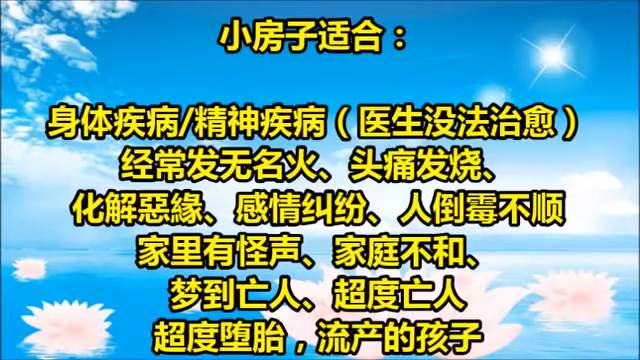 小房子适合：
身体疾病/精神疾病（医生没法治愈）
经常发无名火、头痛发烧、
化解惡緣、感情纠纷、人倒霉不顺
家里有怪声、家庭不和、
梦到亡人、超度亡人
超度堕胎，流产的孩子